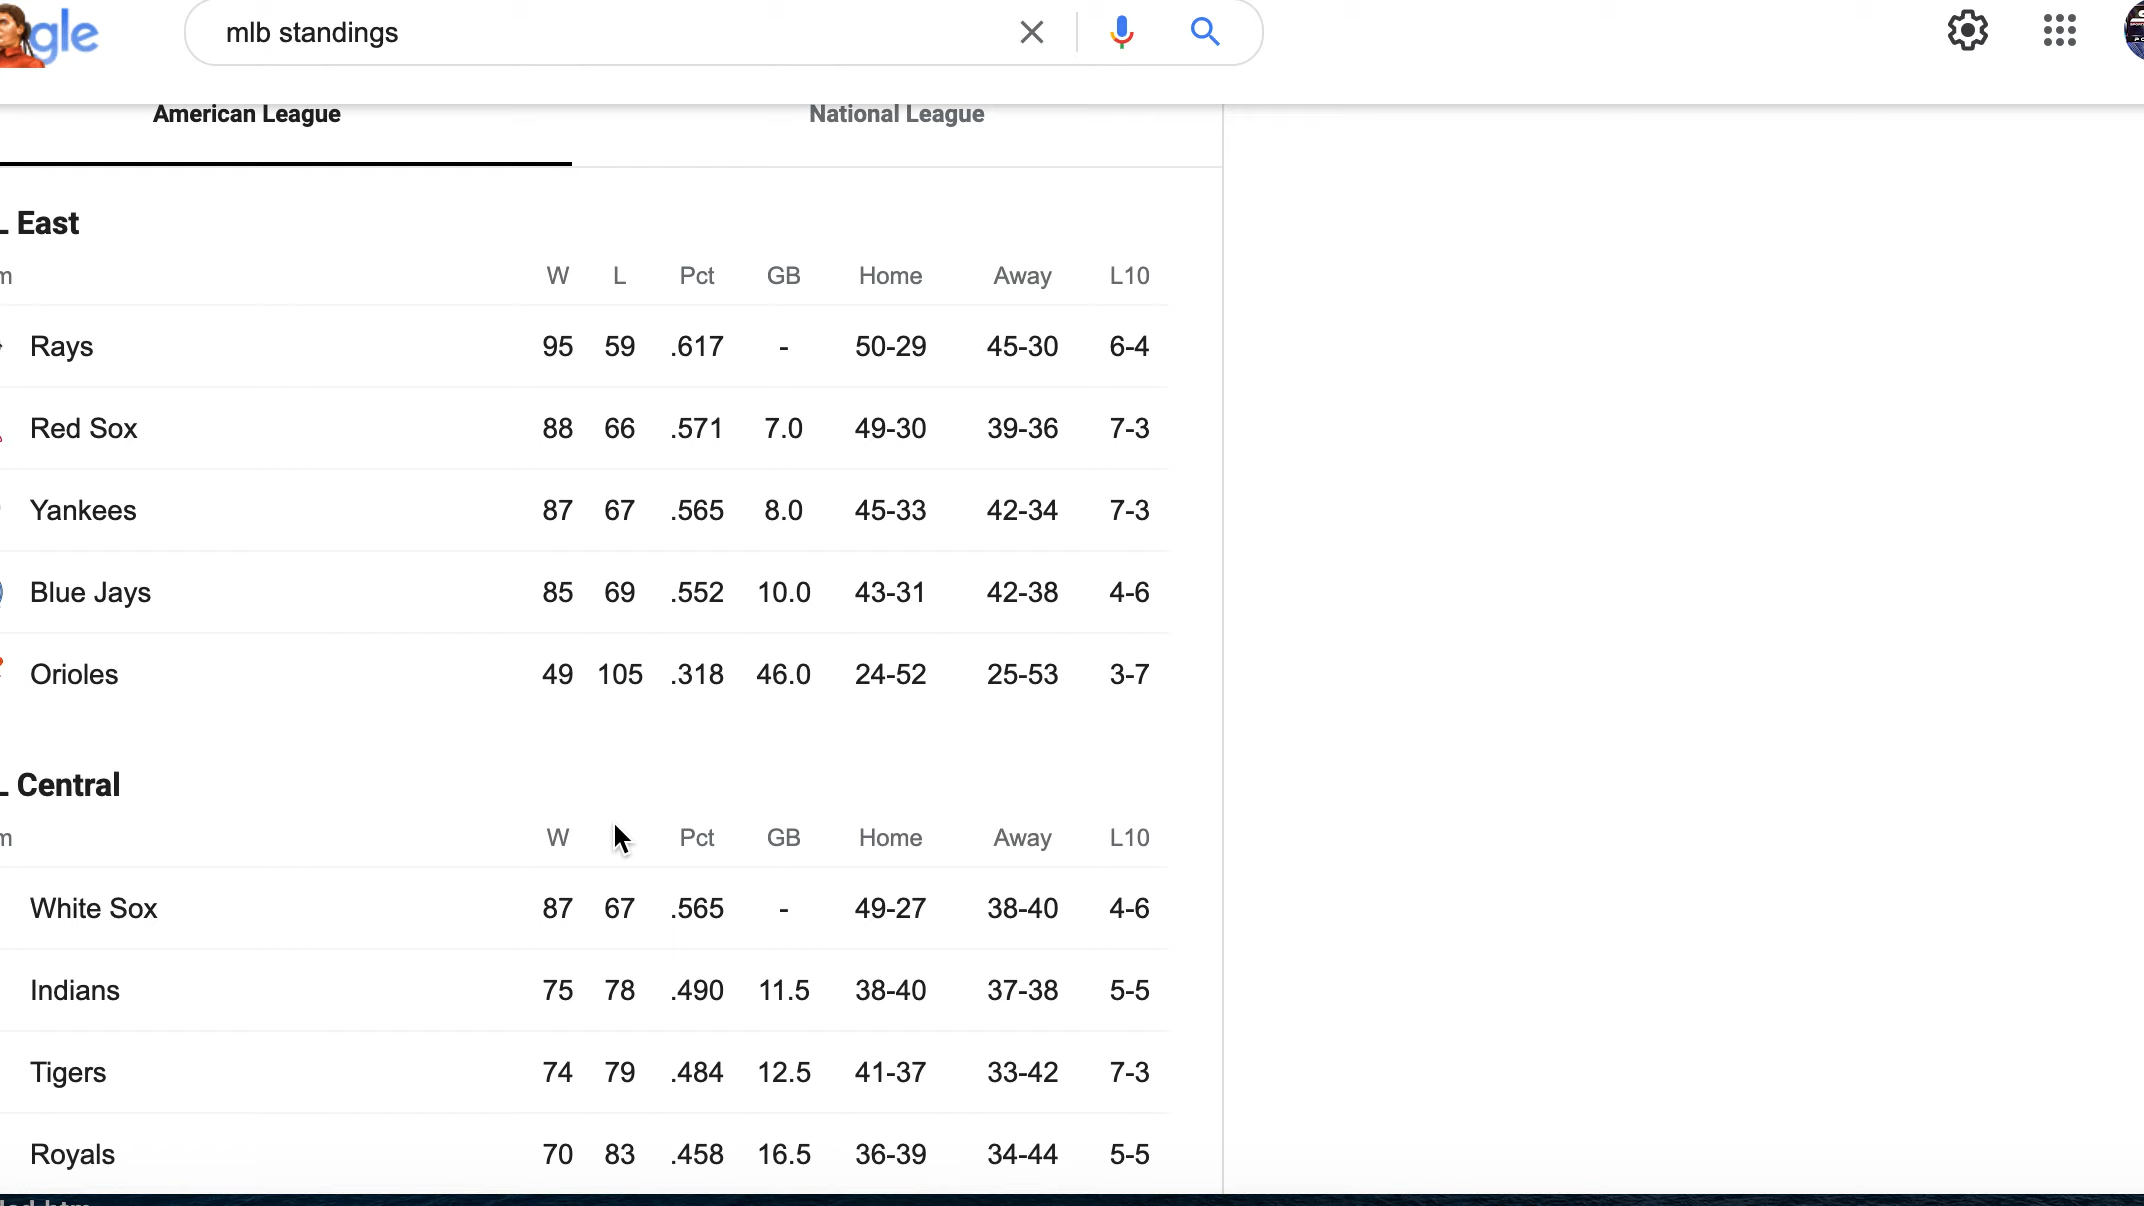 gle mlb standings
American League National League
L East
m W L Pct GB Home Away L10
Rays 95 59 .617 - 50-29 45-30 6-4
Red Sox 88 66 .571 7.0 49-30 39-36 7-3
Yankees 87 67 .565 8.0 45-33 42-34 7-3
Blue Jays 85 69 .552 10.0 43-31 42-38 4-6
Orioles 49 105 .318 46.0 24-52 25-53 3-7
L Central
m W Pct GB Home Away L10
White Sox 87 67 .565 - 49-27 38-40 4-6
Indians 75 78 .490 11.5 38-40 37-38 5-5
Tigers 74 79 .484 12.5 41-37 33-42 7-3
Royals 70 83 .458 16.5 36-39 34-44 5-5